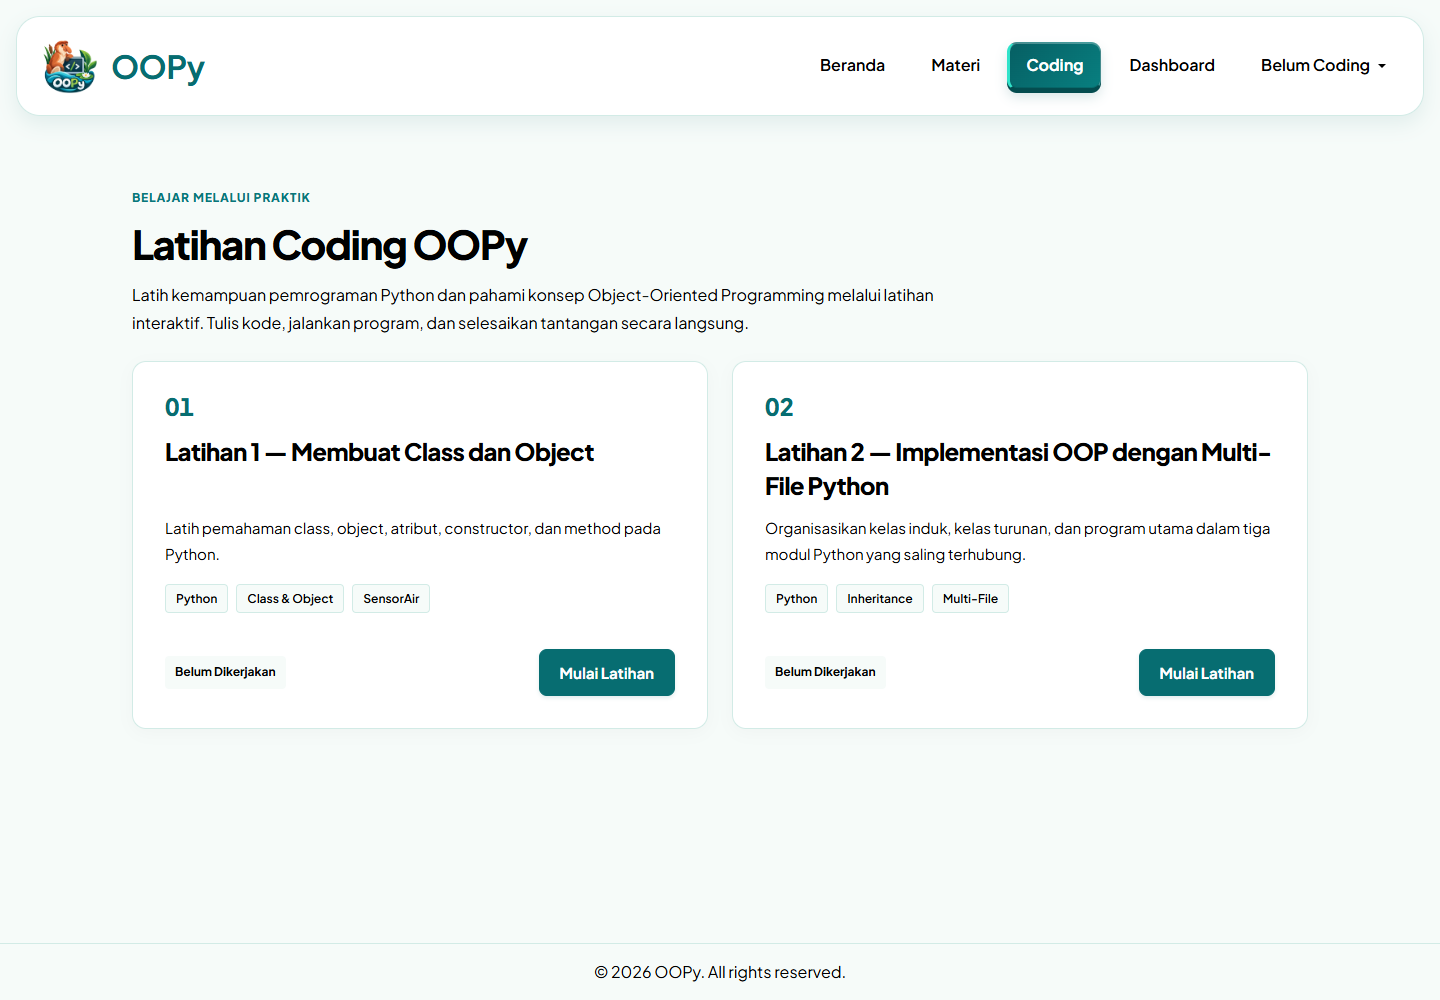 OOPy
OOPy
Beranda
Materi
Coding
Dashboard
Belum Coding
BELAJAR MELALUI PRAKTIK
Latihan Coding OOPy
Latih kemampuan pemrograman Python dan pahami konsep Object-Oriented Programming melalui latihan
interaktif. Tulis kode, jalankan program, dan selesaikan tantangan secara langsung.
01
Latihan 1 — Membuat Class dan Object
Latih pemahaman class, object, atribut, constructor, dan method pada
Python.
Python
Class & Object
SensorAir
Belum Dikerjakan
Mulai Latihan
02
Latihan 2 — Implementasi OOP dengan Multi-
File Python
Organisasikan kelas induk, kelas turunan, dan program utama dalam tiga
modul Python yang saling terhubung.
Python
Inheritance
Multi-File
Belum Dikerjakan
Mulai Latihan
© 2026 OOPy. All rights reserved.